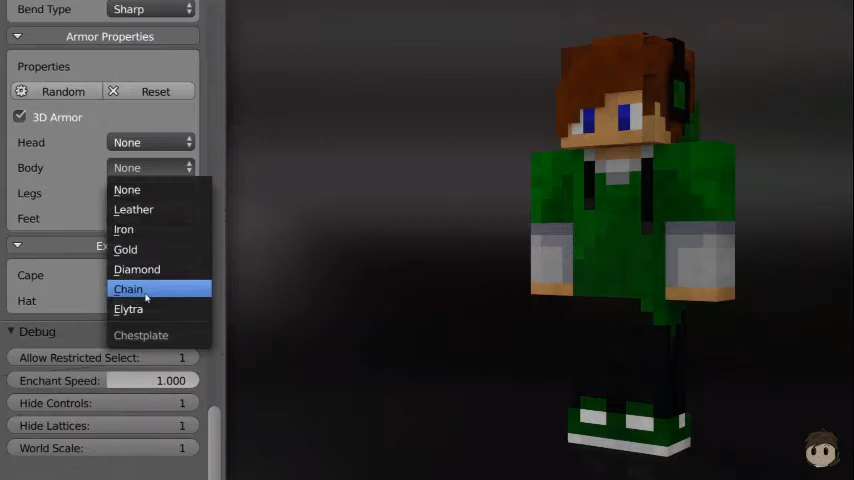 Bend Type: Sharp
Armor Properties
Properties
Random Reset
3D Armor
Head None
Body None
None
Legs
Leather
Feet
Iron
Ex
Gold
Cape
Diamond
Chain
Hat
Elytra
Debug
Chestplate
Allow Restricted Select: 1
Enchant Speed: 1.000
Hide Controls: 1
Hide Lattices: 1
World Scale: 1